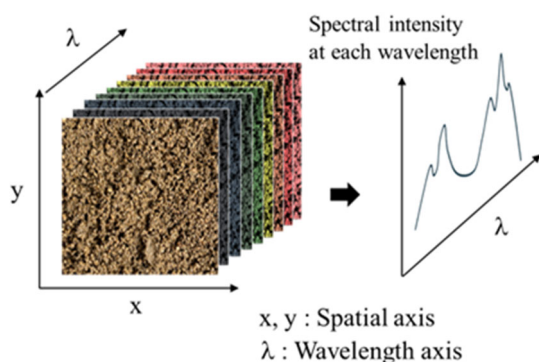 λ
Spectral intensity
at each wavelength
y
x
λ
x, y : Spatial axis
λ : Wavelength axis